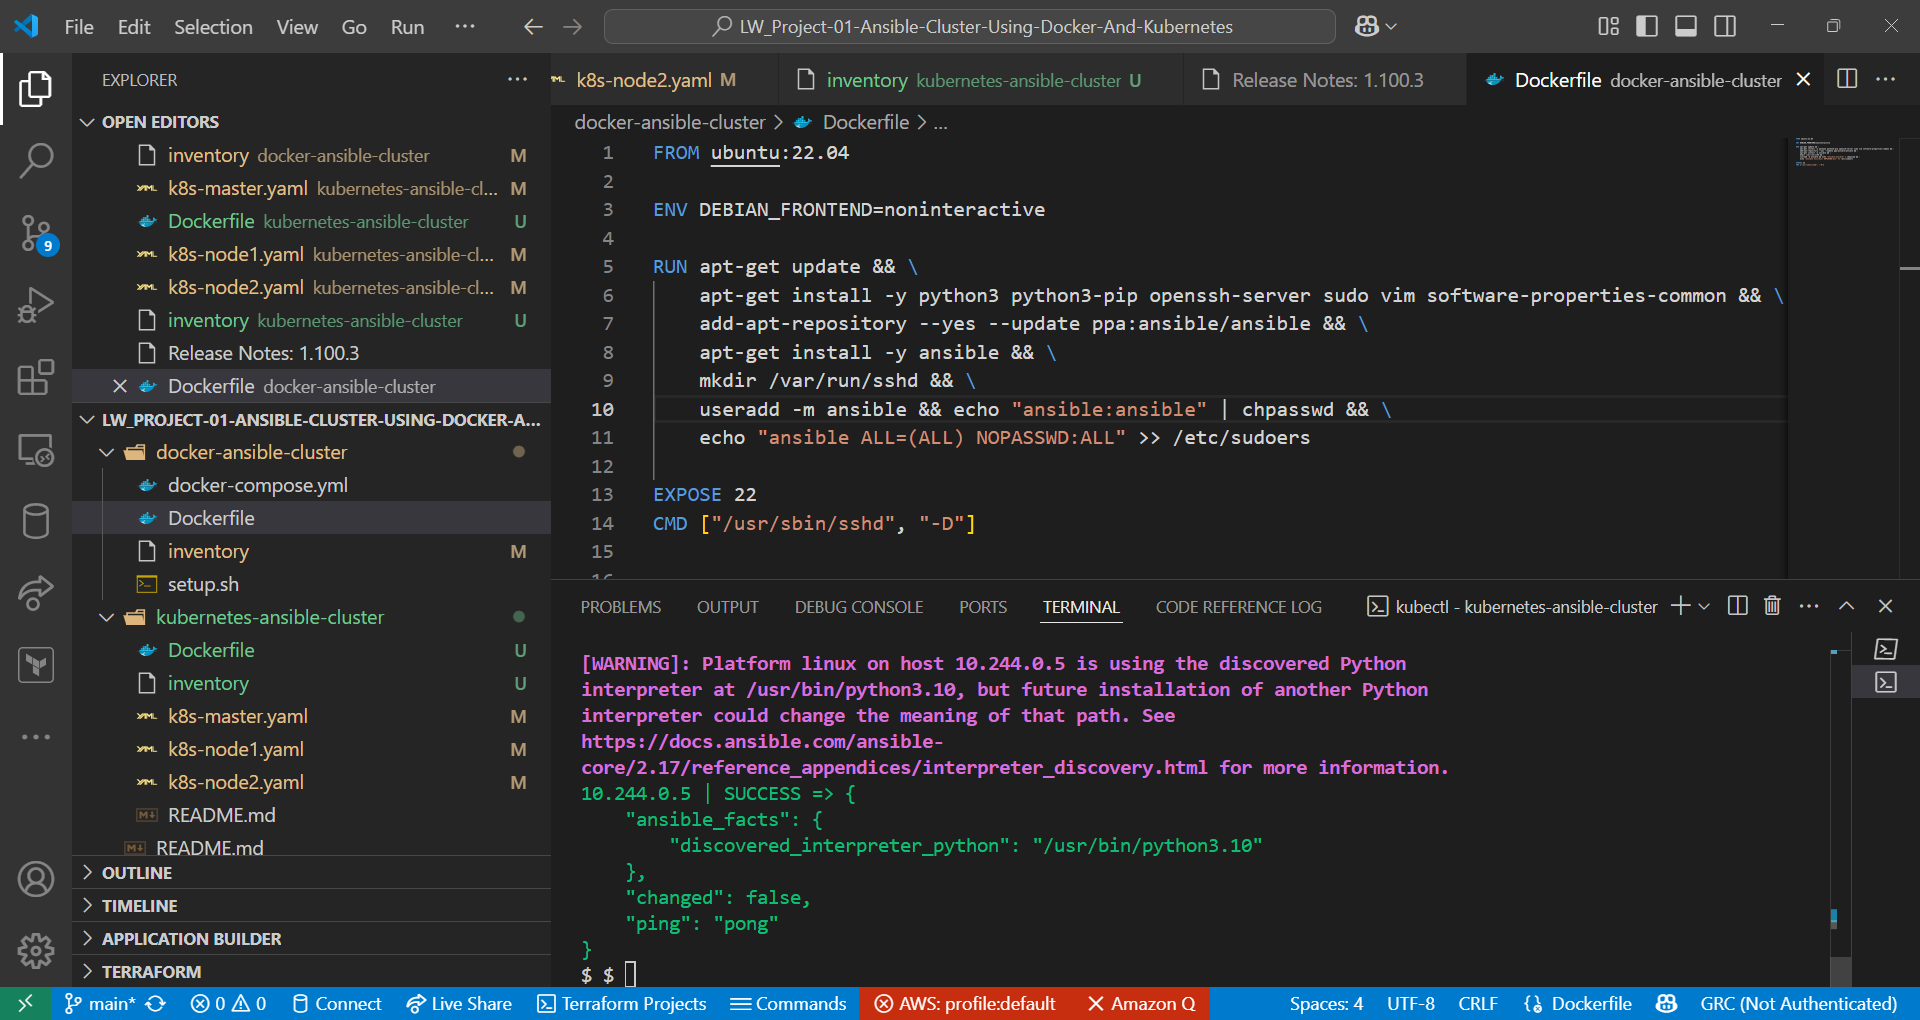 File Edit Selection View Go Run ···
LW_Project-01-Ansible-Cluster-Using-Docker-And-Kubernetes
EXPLORER
OPEN EDITORS
inventory docker-ansible-cluster M
k8s-master.yaml kubernetes-ansible-cl... M
Dockerfile kubernetes-ansible-cluster U
k8s-node1.yaml kubernetes-ansible-cl... M
k8s-node2.yaml kubernetes-ansible-cl... M
inventory kubernetes-ansible-cluster U
Release Notes: 1.100.3
Dockerfile docker-ansible-cluster
LW_PROJECT-01-ANSIBLE-CLUSTER-USING-DOCKER-A...
docker-ansible-cluster
docker-compose.yml
Dockerfile
inventory M
setup.sh
kubernetes-ansible-cluster
Dockerfile U
inventory U
k8s-master.yaml M
k8s-node1.yaml M
k8s-node2.yaml M
README.md
README.md
OUTLINE
TIMELINE
APPLICATION BUILDER
TERRAFORM
9
k8s-node2.yaml M
inventory kubernetes-ansible-cluster U
Release Notes: 1.100.3
Dockerfile docker-ansible-cluster
docker-ansible-cluster > Dockerfile > ...
1 FROM ubuntu:22.04
2
3 ENV DEBIAN_FRONTEND=noninteractive
4
5 RUN apt-get update && \
6 apt-get install -y python3 python3-pip openssh-server sudo vim software-properties-common && \
7 add-apt-repository --yes --update ppa:ansible/ansible && \
8 apt-get install -y ansible && \
9 mkdir /var/run/sshd && \
10 useradd -m ansible && echo "ansible:ansible" | chpasswd && \
11 echo "ansible ALL=(ALL) NOPASSWD:ALL" >> /etc/sudoers
12
13 EXPOSE 22
14 CMD ["/usr/sbin/sshd", "-D"]
15
16
PROBLEMS OUTPUT DEBUG CONSOLE PORTS TERMINAL CODE REFERENCE LOG
kubectl - kubernetes-ansible-cluster
[WARNING]: Platform linux on host 10.244.0.5 is using the discovered Python
interpreter at /usr/bin/python3.10, but future installation of another Python
interpreter could change the meaning of that path. See
https://docs.ansible.com/ansible-
core/2.17/reference_appendices/interpreter_discovery.html for more information.
10.244.0.5 | SUCCESS => {
"ansible_facts": {
"discovered_interpreter_python": "/usr/bin/python3.10"
},
"changed": false,
"ping": "pong"
}
$ $
main* 0 0 Connect Live Share Terraform Projects Commands AWS: profile:default Amazon Q Spaces: 4 UTF-8 CRLF Dockerfile GRC (Not Authenticated)